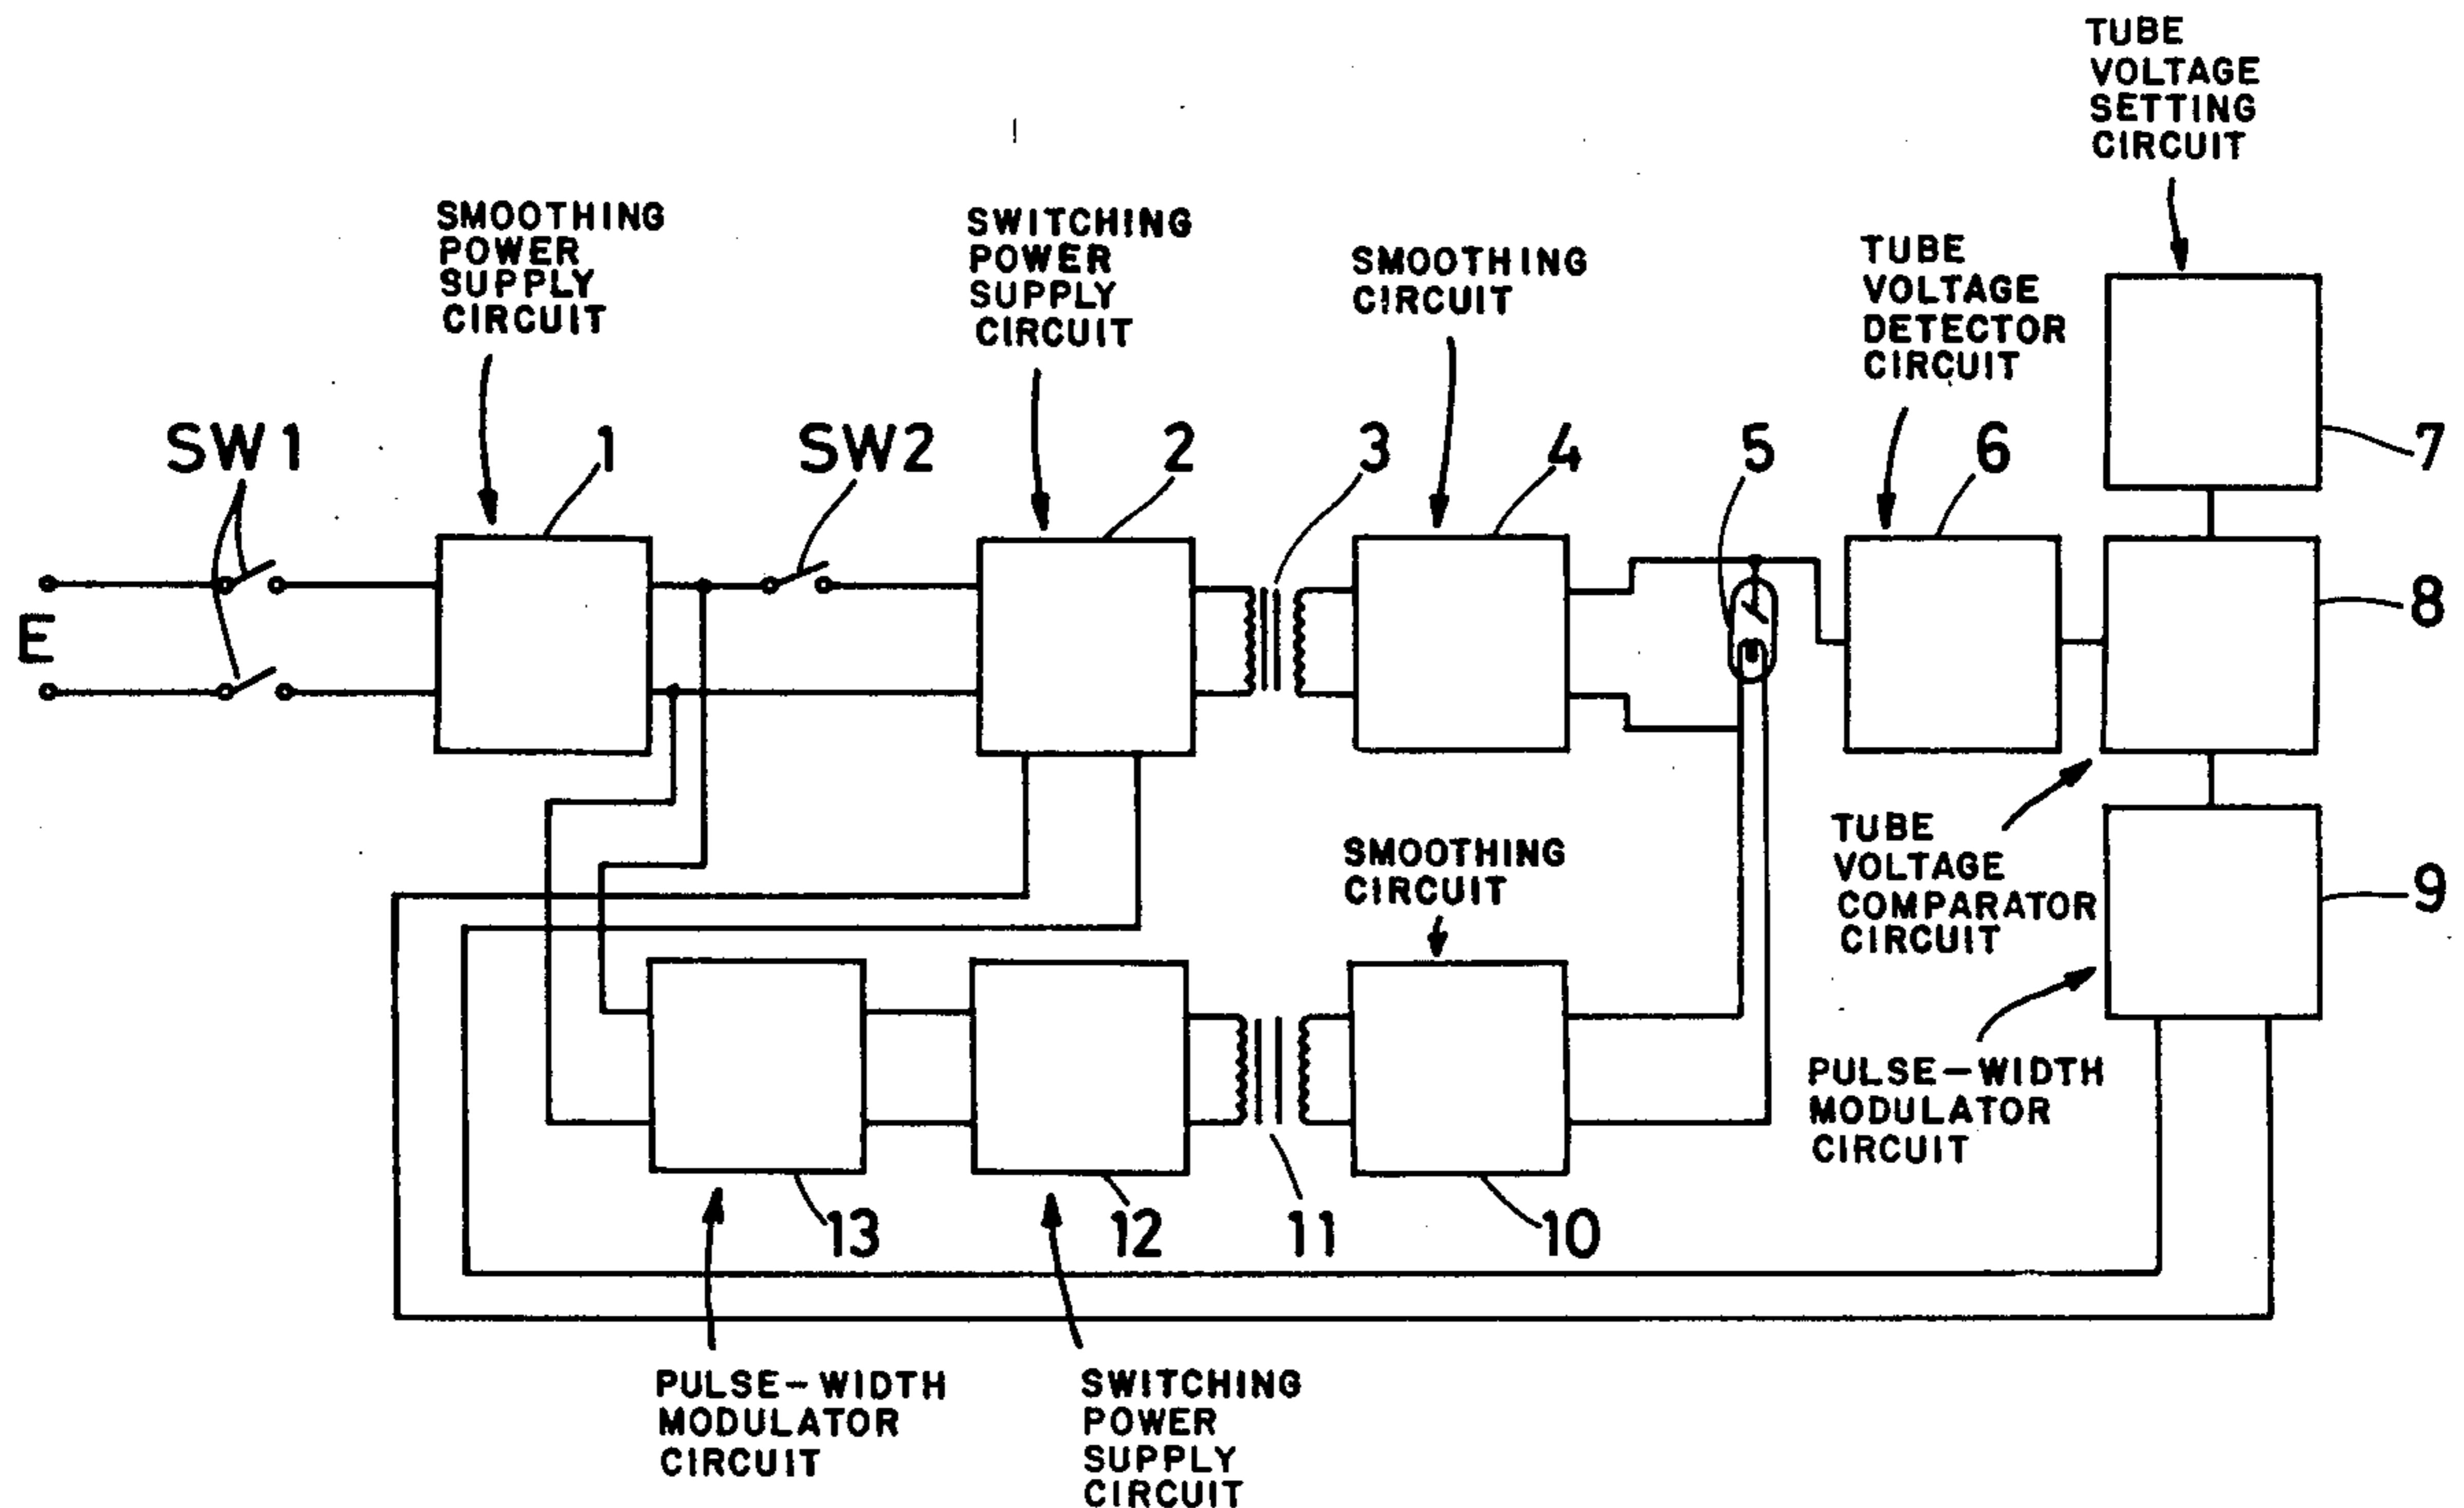 TUBE
VOLTAGE
SETTING
CIRCUIT
SMOOTHING
POWER
SUPPLY
CIRCUIT
SWITCHING
POWER
SUPPLY
CIRCUIT
SMOOTHING
CIRCUIT
TUBE
VOLTAGE
DETECTOR
CIRCUIT
SW1
1
SW2
2
3
4
5
6
7
E
8
TUBE
VOLTAGE
COMPARATOR
CIRCUIT
SMOOTHING
CIRCUIT
9
PULSE-WIDTH
MODULATOR
CIRCUIT
13
12
11
10
PULSE-WIDTH
MODULATOR
CIRCUIT
SWITCHING
POWER
SUPPLY
CIRCUIT